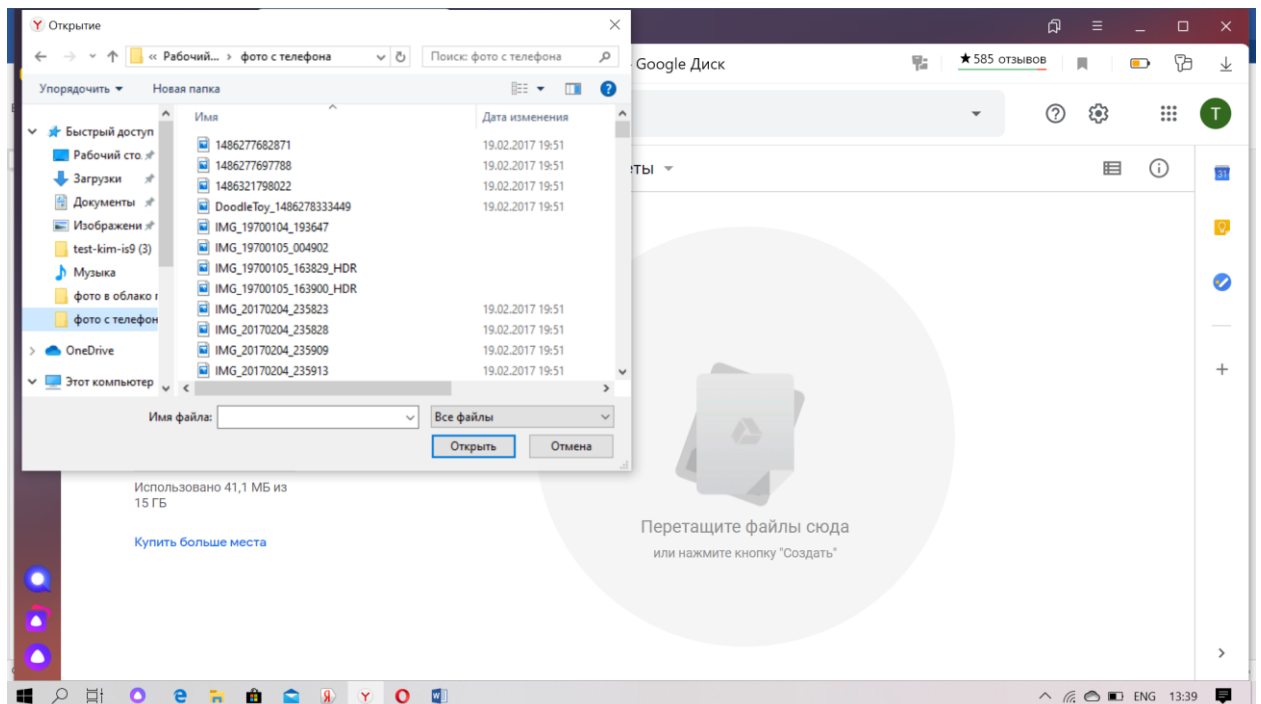 Открытие
« Рабочий... › фото с телефона
Поиск: фото с телефона
Google Диск
★585 отзывов
Упорядочить
Новая папка
Имя
Дата изменения
T
Быстрый доступ
Рабочий сто.
Загрузки
Документы
Изображени
test-kim-is9 (3)
Музыка
фото в облако г
фото с телефон
OneDrive
Этот компьютер
1486277682871 19.02.2017 19:51
1486277697788 19.02.2017 19:51
1486321798022 19.02.2017 19:51
DoodleToy_1486278333449 19.02.2017 19:51
IMG_19700104_193647
IMG_19700105_004902
IMG_19700105_163829_HDR
IMG_19700105_163900_HDR
IMG_20170204_235823 19.02.2017 19:51
IMG_20170204_235828 19.02.2017 19:51
IMG_20170204_235909 19.02.2017 19:51
IMG_20170204_235913 19.02.2017 19:51
Имя файла:
Все файлы
Открыть
Отмена
31
Использовано 41,1 МБ из
15 ГБ
Купить больше места
Перетащите файлы сюда
или нажмите кнопку "Создать"
ENG 13:39